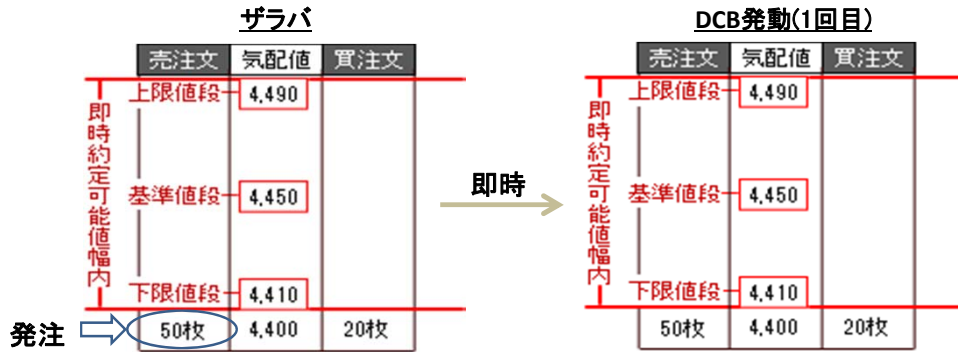 ザラバ
売注文 気配値 買注文
上限値段 4,490
即時約定可能値幅内
基準値段 4,450
下限値段 4,410
発注 50枚 4,400 20枚
即時
DCB発動(1回目)
売注文 気配値 買注文
上限値段 4,490
即時約定可能値幅内
基準値段 4,450
下限値段 4,410
50枚 4,400 20枚